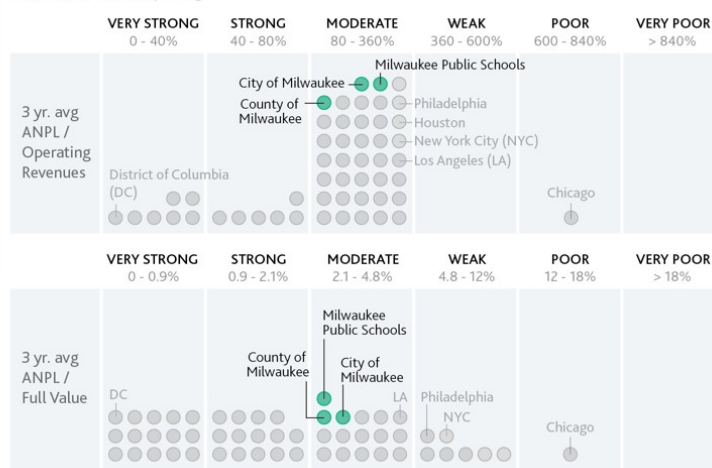 VERY STRONG STRONG MODERATE WEAK POOR VERY POOR
0 - 40% 40 - 80% 80 - 360% 360 - 600% 600 - 840% > 840%
Milwaukee Public Schools
City of Milwaukee
County of
Milwaukee
Philadelphia
Houston
New York City (NYC)
Los Angeles (LA)
3 yr. avg
ANPL /
Operating
Revenues
District of Columbia
(DC)
Chicago
VERY STRONG STRONG MODERATE WEAK POOR VERY POOR
0 - 0.9% 0.9 - 2.1% 2.1 - 4.8% 4.8 - 12% 12 - 18% > 18%
Milwaukee
Public Schools
County of
Milwaukee
City of
Milwaukee
3 yr. avg
ANPL /
Full Value
DC
LA
Philadelphia
NYC
Chicago